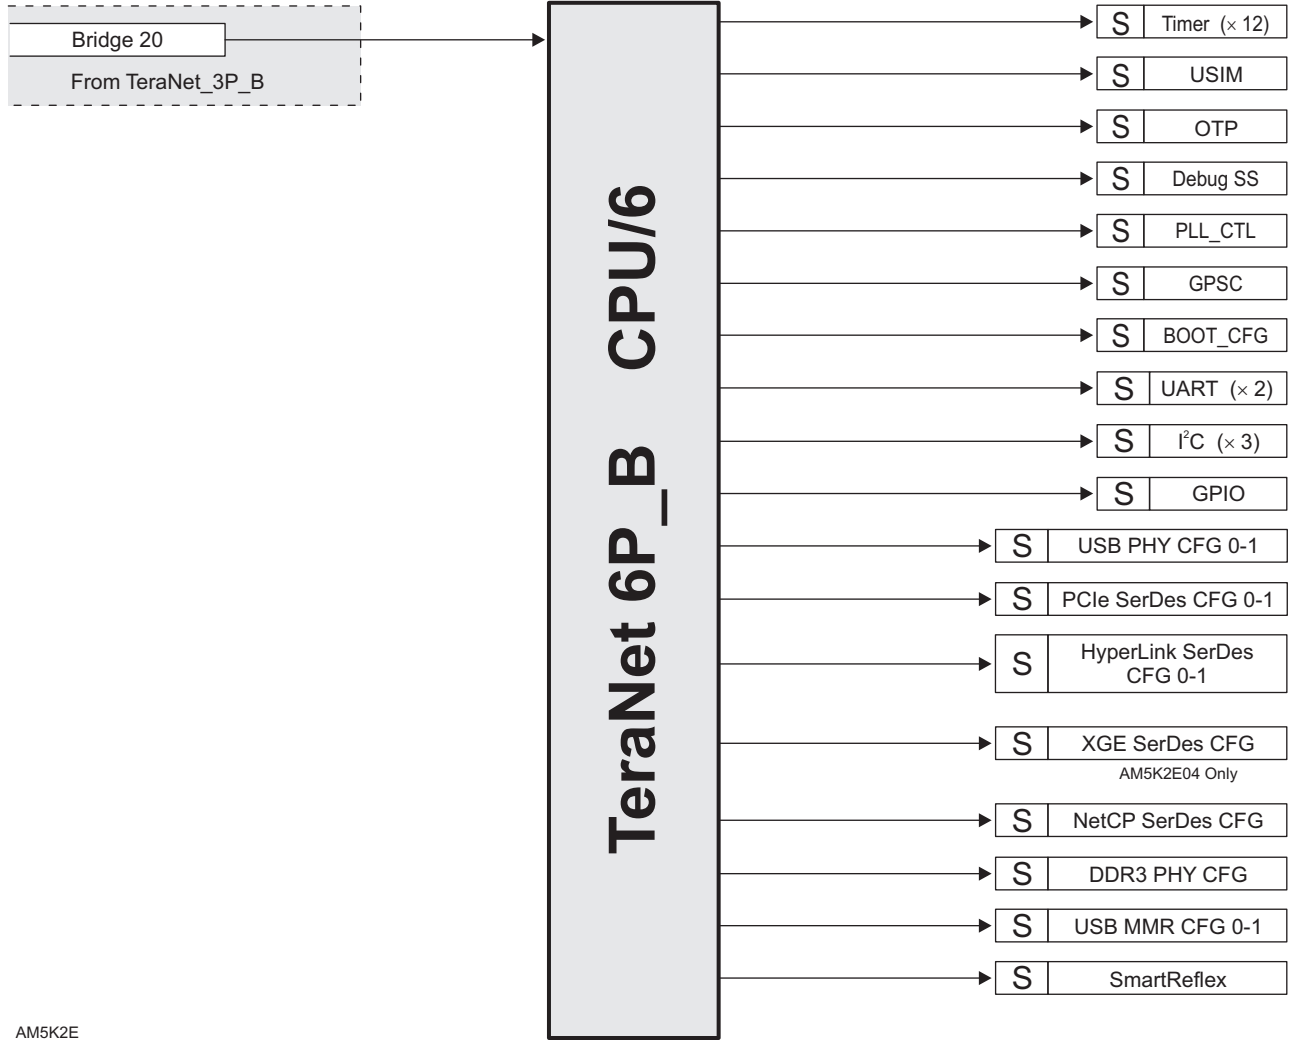 Bridge 20
From TeraNet_3P_B
TeraNet 6P_B CPU/6
S Timer (× 12)
S USIM
S OTP
S Debug SS
S PLL_CTL
S GPSC
S BOOT_CFG
S UART (× 2)
S I²C (× 3)
S GPIO
S USB PHY CFG 0-1
S PCIe SerDes CFG 0-1
S HyperLink SerDes
CFG 0-1
S XGE SerDes CFG
AM5K2E04 Only
S NetCP SerDes CFG
S DDR3 PHY CFG
S USB MMR CFG 0-1
S SmartReflex
AM5K2E